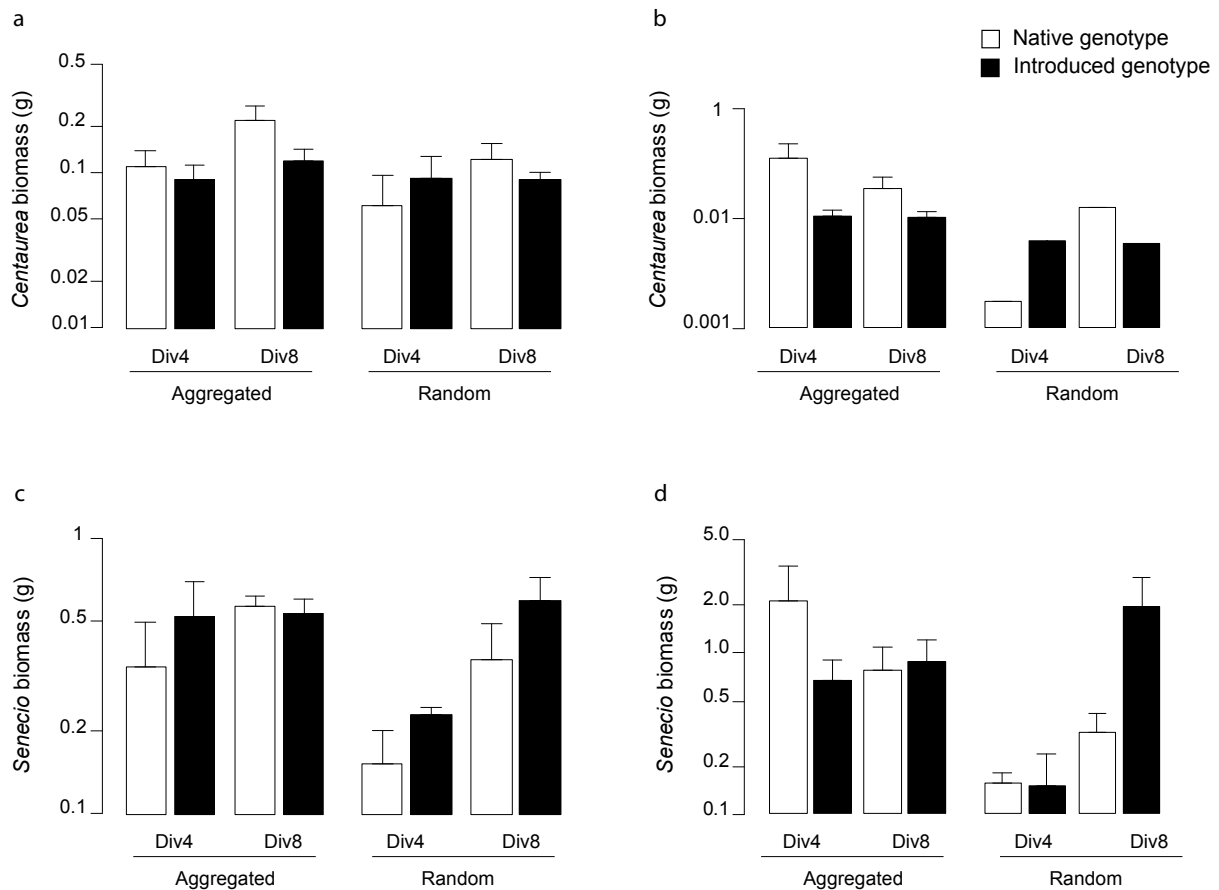 a
Centaurea biomass (g)
0.5
0.2
0.1
0.05
0.02
0.01
Div4 Div8 Div4 Div8
Aggregated Random
b
Native genotype
Introduced genotype
Centaurea biomass (g)
1
0.01
0.001
Div4 Div8 Div4 Div8
Aggregated Random
c
Senecio biomass (g)
1
0.5
0.2
0.1
Div4 Div8 Div4 Div8
Aggregated Random
d
Senecio biomass (g)
5.0
2.0
1.0
0.5
0.2
0.1
Div4 Div8 Div4 Div8
Aggregated Random